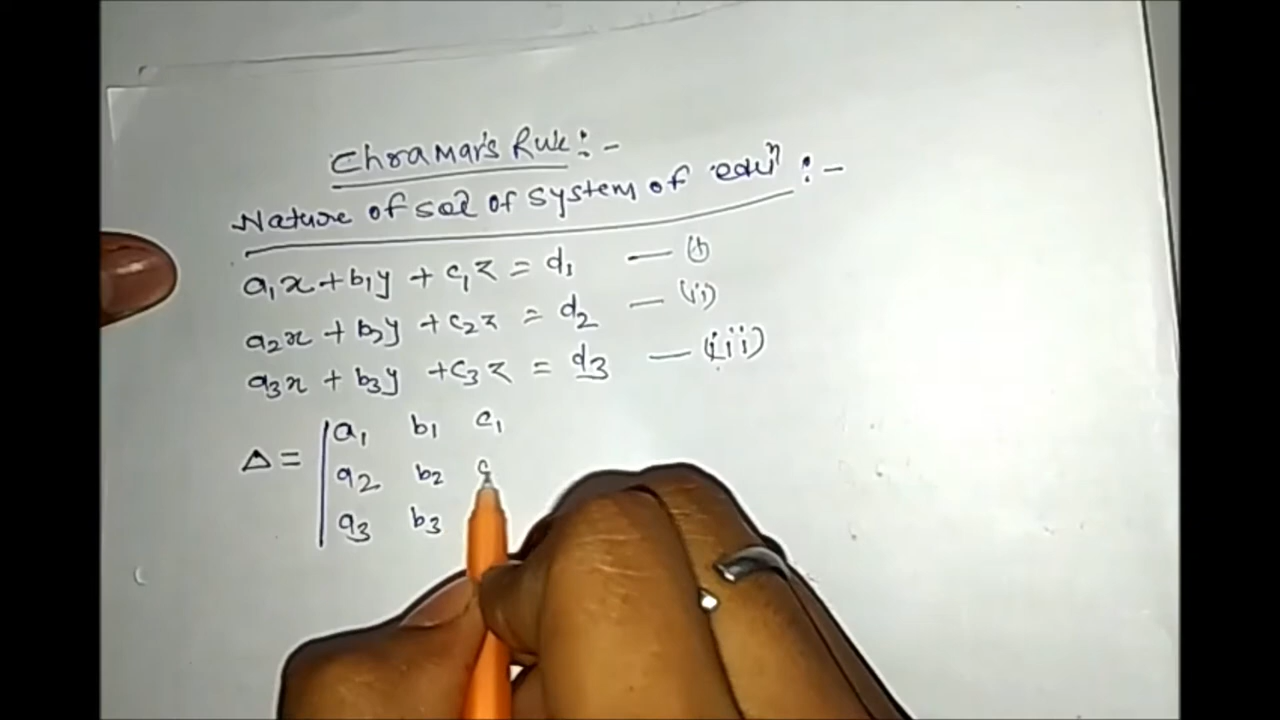 Chramar's Rule :-
Nature of sol of system of equⁿ :-
a₁x + b₁y + c₁z = d₁ — (i)
a₂x + b₂y + c₂z = d₂ — (ii)
a₃x + b₃y + c₃z = d₃ — (iii)
Δ = | a₁ b₁ c₁
a₂ b₂ c
a₃ b₃